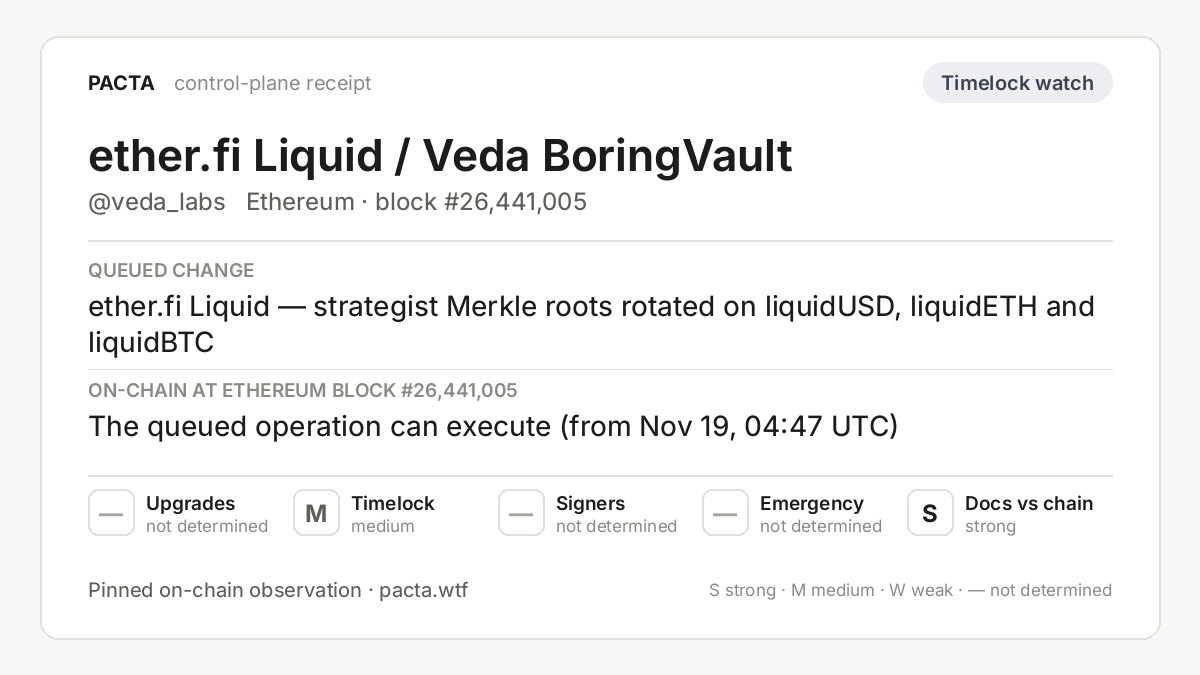 PACTA control-plane receipt Timelock watch
ether.fi Liquid / Veda BoringVault
@veda_labs Ethereum · block #26,441,005
QUEUED CHANGE
ether.fi Liquid — strategist Merkle roots rotated on liquidUSD, liquidETH and
liquidBTC
ON-CHAIN AT ETHEREUM BLOCK #26,441,005
The queued operation can execute (from Nov 19, 04:47 UTC)
— Upgrades not determined
M Timelock medium
— Signers not determined
— Emergency not determined
S Docs vs chain strong
Pinned on-chain observation · pacta.wtf
S strong · M medium · W weak · — not determined